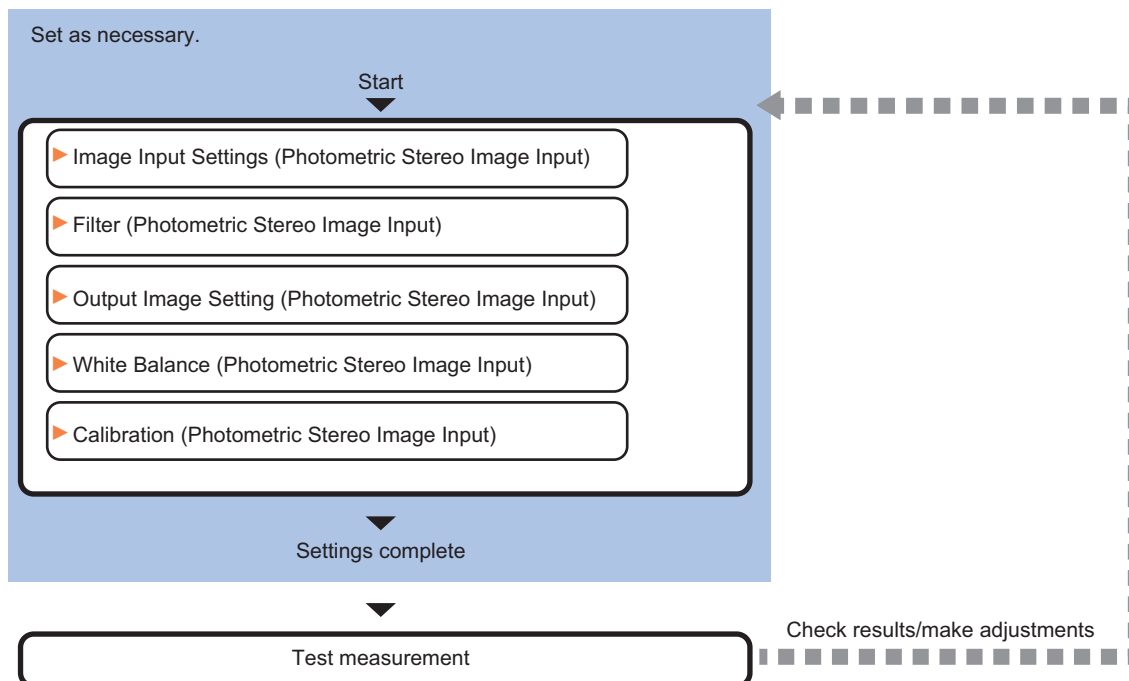 Set as necessary.
Start
Image Input Settings (Photometric Stereo Image Input)
Filter (Photometric Stereo Image Input)
Output Image Setting (Photometric Stereo Image Input)
White Balance (Photometric Stereo Image Input)
Calibration (Photometric Stereo Image Input)
Settings complete
Check results/make adjustments
Test measurement